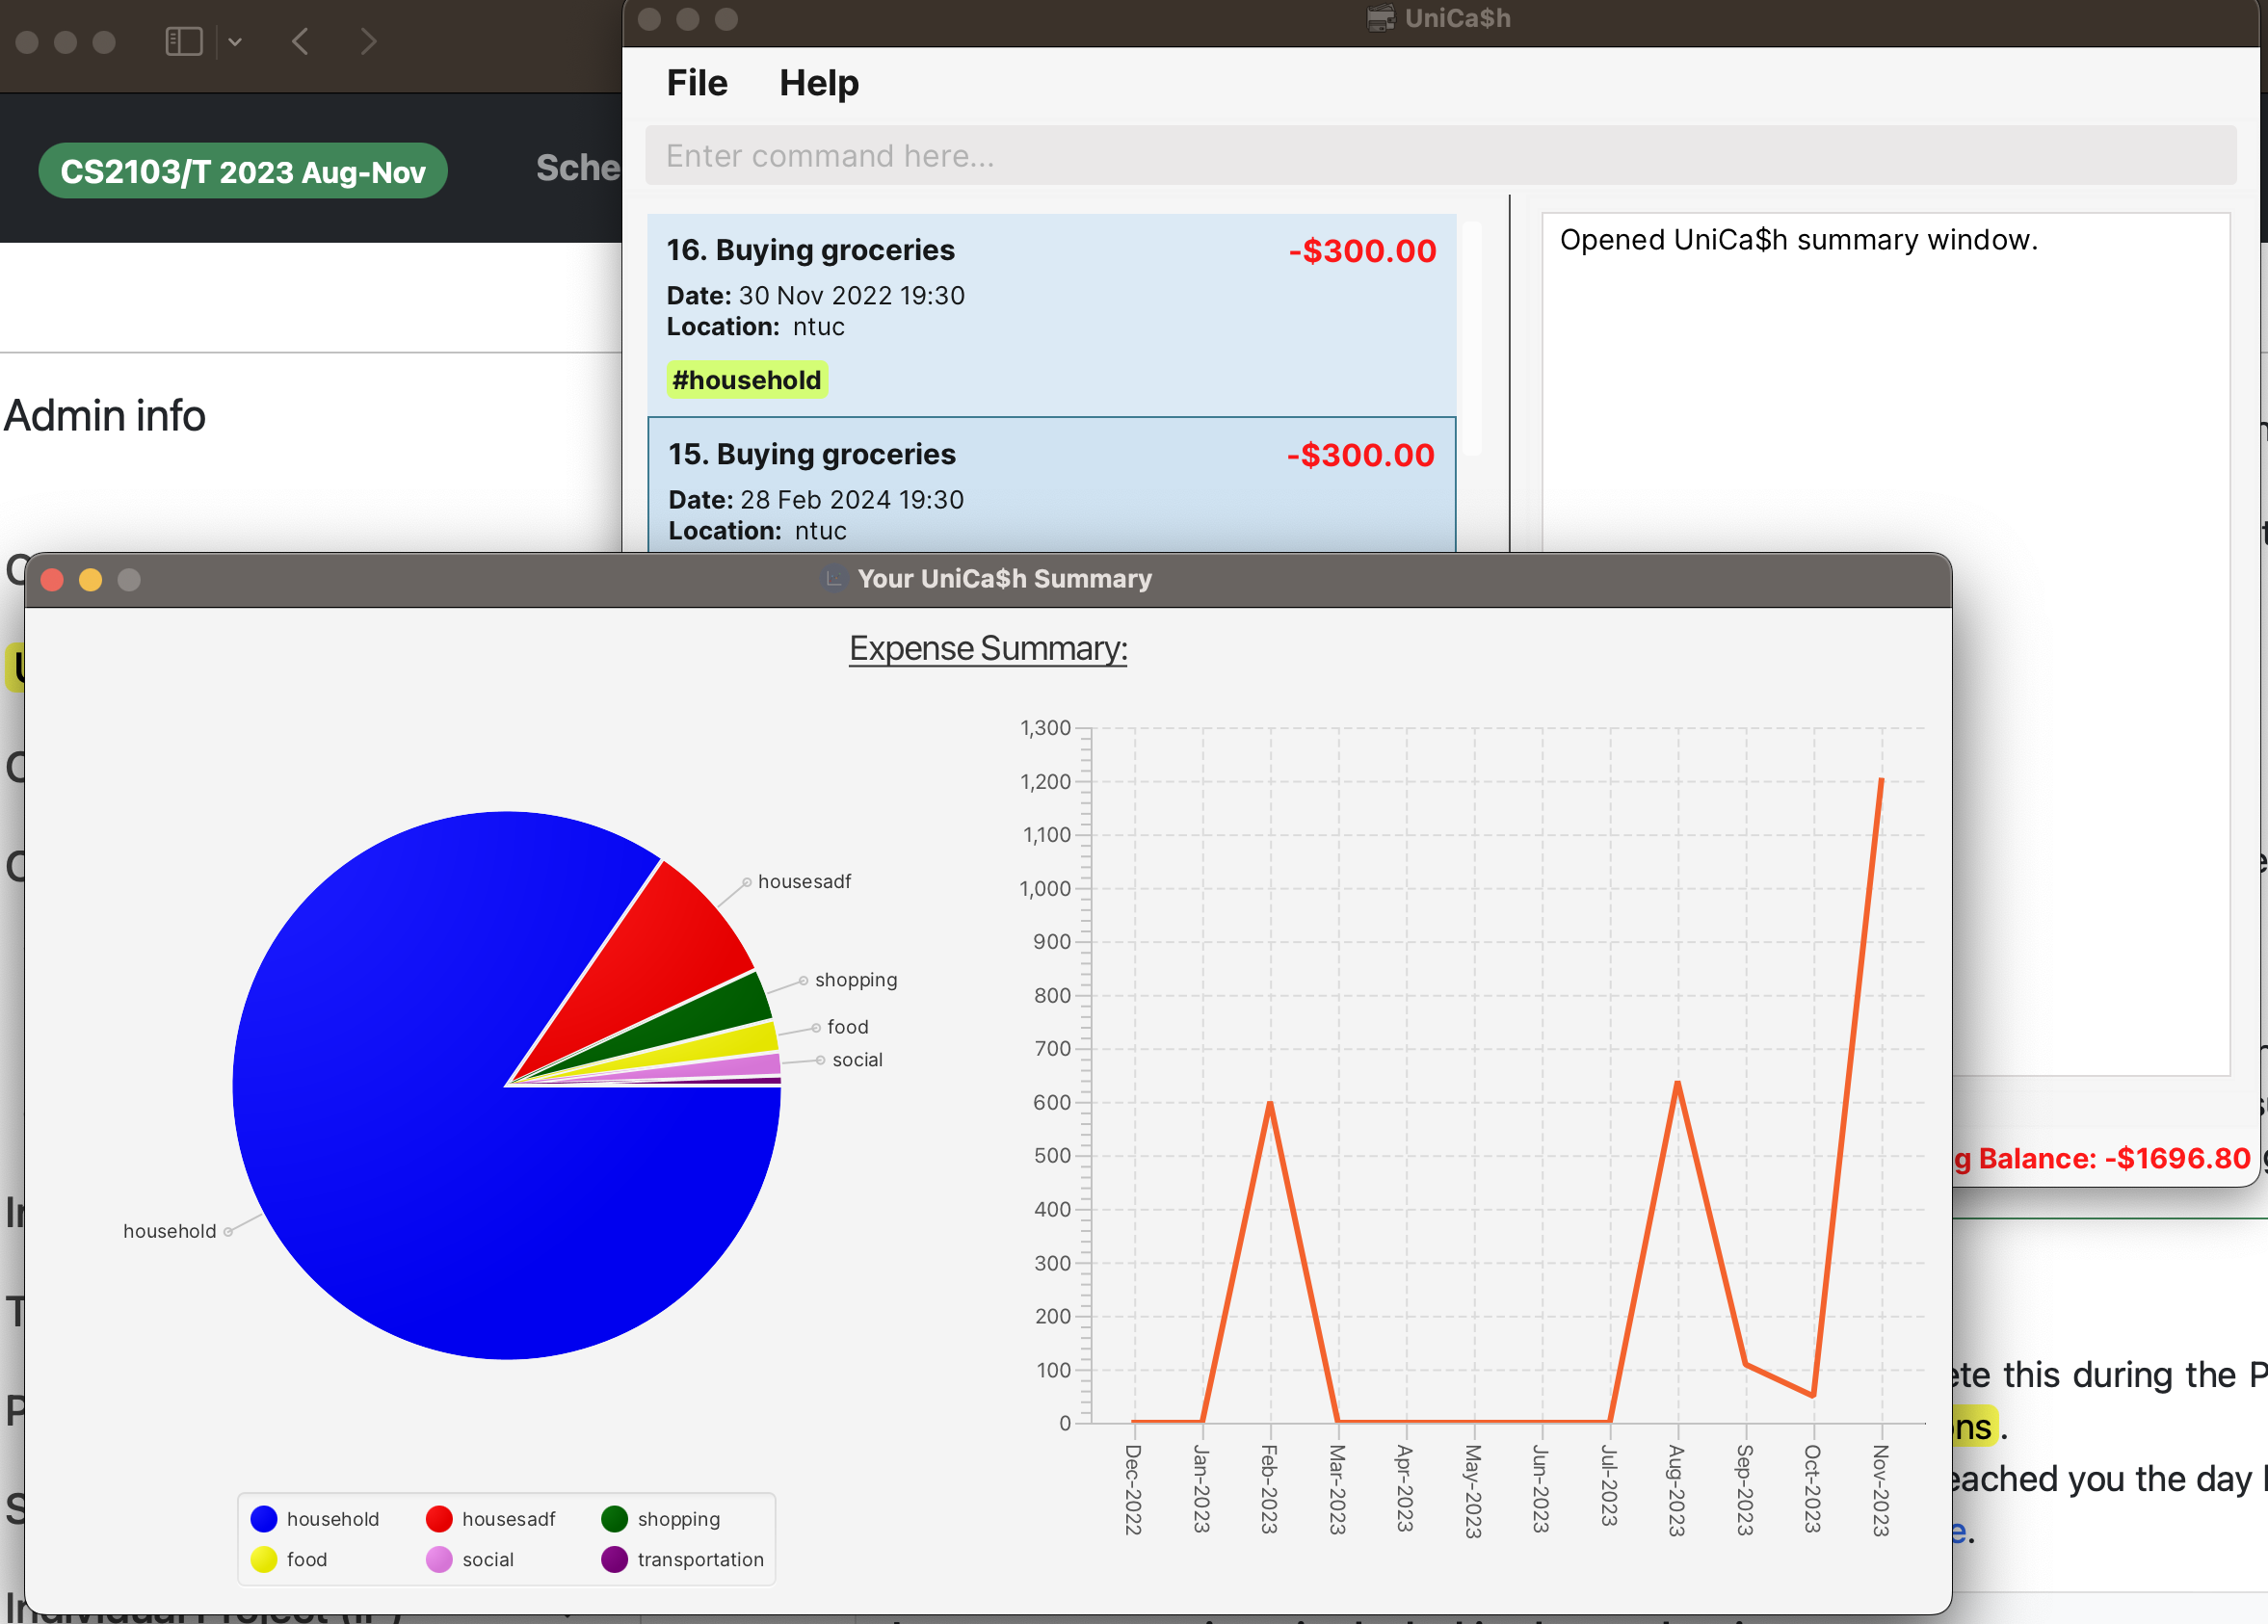 UniCa$h
File Help
Enter command here...
CS2103/T 2023 Aug-Nov
16. Buying groceries -$300.00
Date: 30 Nov 2022 19:30
Location: ntuc
#household
15. Buying groceries -$300.00
Date: 28 Feb 2024 19:30
Location: ntuc
Opened UniCa$h summary window.
Admin info
Your UniCa$h Summary
Expense Summary:
housesadf
shopping
food
social
household
household housesadf shopping
food social transportation
1,300
1,200
1,100
1,000
900
800
700
600
500
400
300
200
100
0
Dec-2022
Jan-2023
Feb-2023
Mar-2023
Apr-2023
May-2023
Jun-2023
Jul-2023
Aug-2023
Sep-2023
Oct-2023
Nov-2023
Balance: -$1696.80
this during the
you the day